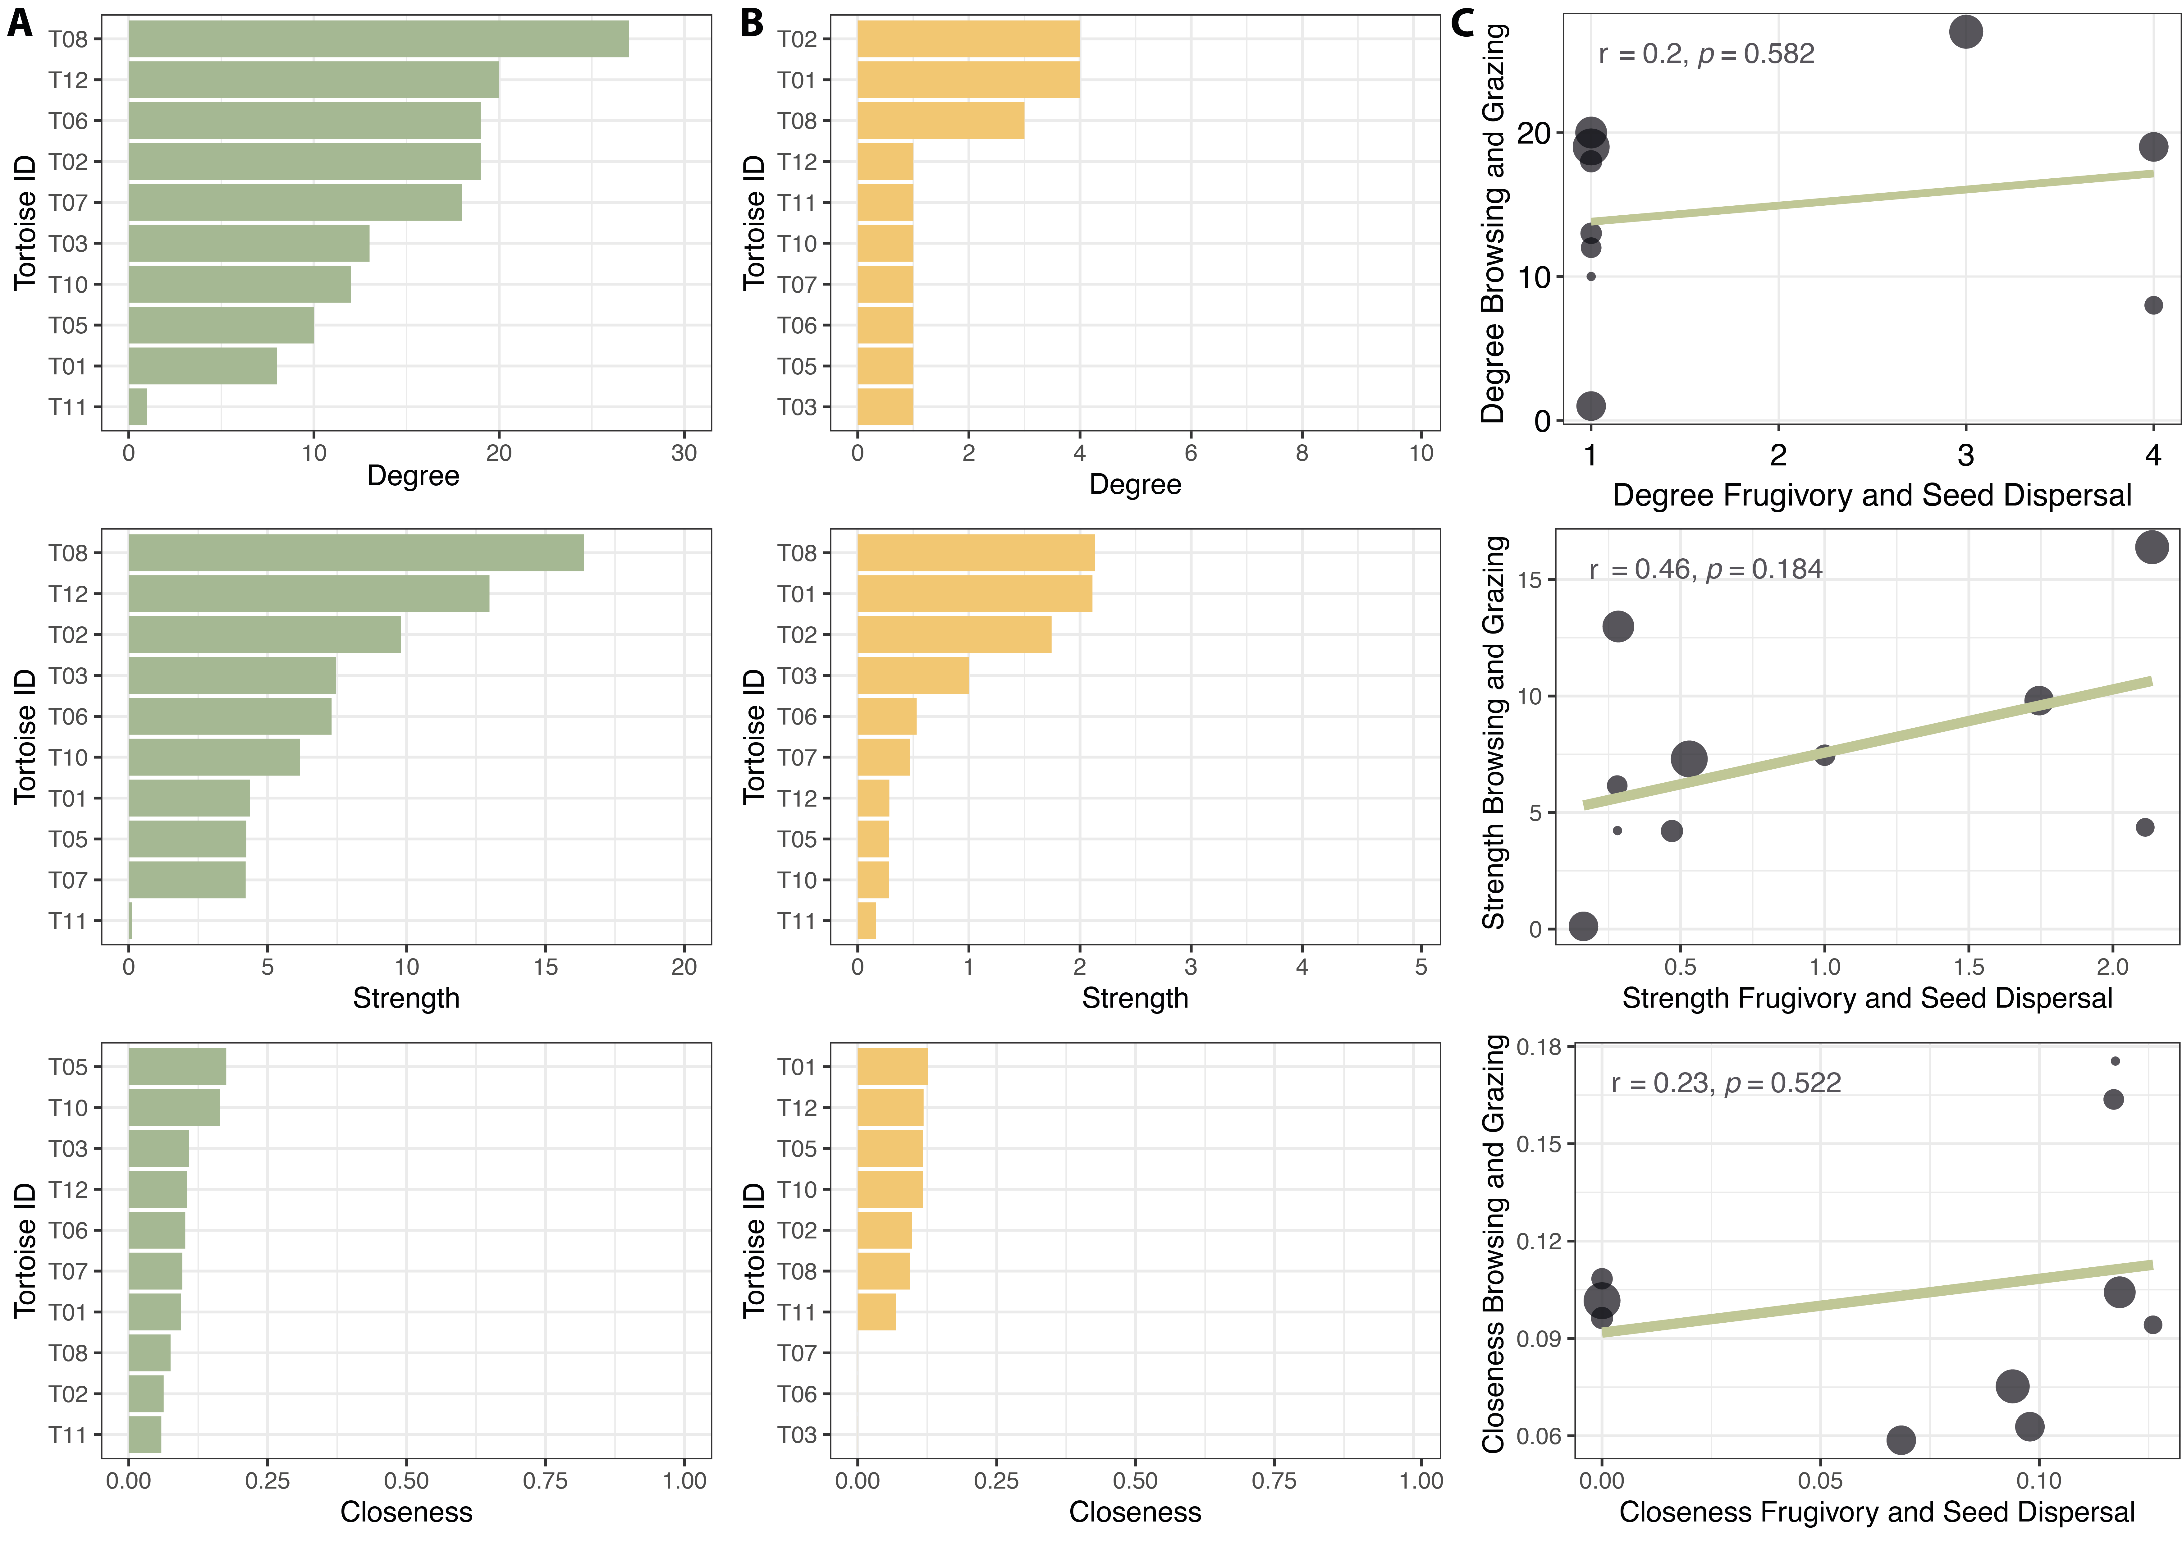 A
Tortoise ID
T08
T12
T06
T02
T07
T03
T10
T05
T01
T11
0 10 20 30
Degree
B
Tortoise ID
T02
T01
T08
T12
T11
T10
T07
T06
T05
T03
0 2 4 6 8 10
Degree
C
Degree Browsing and Grazing
r = 0.2, p = 0.582
20
10
0
1 2 3 4
Degree Frugivory and Seed Dispersal
Tortoise ID
T08
T12
T02
T03
T06
T10
T01
T05
T07
T11
0 5 10 15 20
Strength
Tortoise ID
T08
T01
T02
T03
T06
T07
T12
T05
T10
T11
0 1 2 3 4 5
Strength
Strength Browsing and Grazing
r = 0.46, p = 0.184
15
10
5
0
0.5 1.0 1.5 2.0
Strength Frugivory and Seed Dispersal
Tortoise ID
T05
T10
T03
T12
T06
T07
T01
T08
T02
T11
0.00 0.25 0.50 0.75 1.00
Closeness
Tortoise ID
T01
T12
T05
T10
T02
T08
T11
T07
T06
T03
0.00 0.25 0.50 0.75 1.00
Closeness
Closeness Browsing and Grazing
r = 0.23, p = 0.522
0.18
0.15
0.12
0.09
0.06
0.00 0.05 0.10
Closeness Frugivory and Seed Dispersal